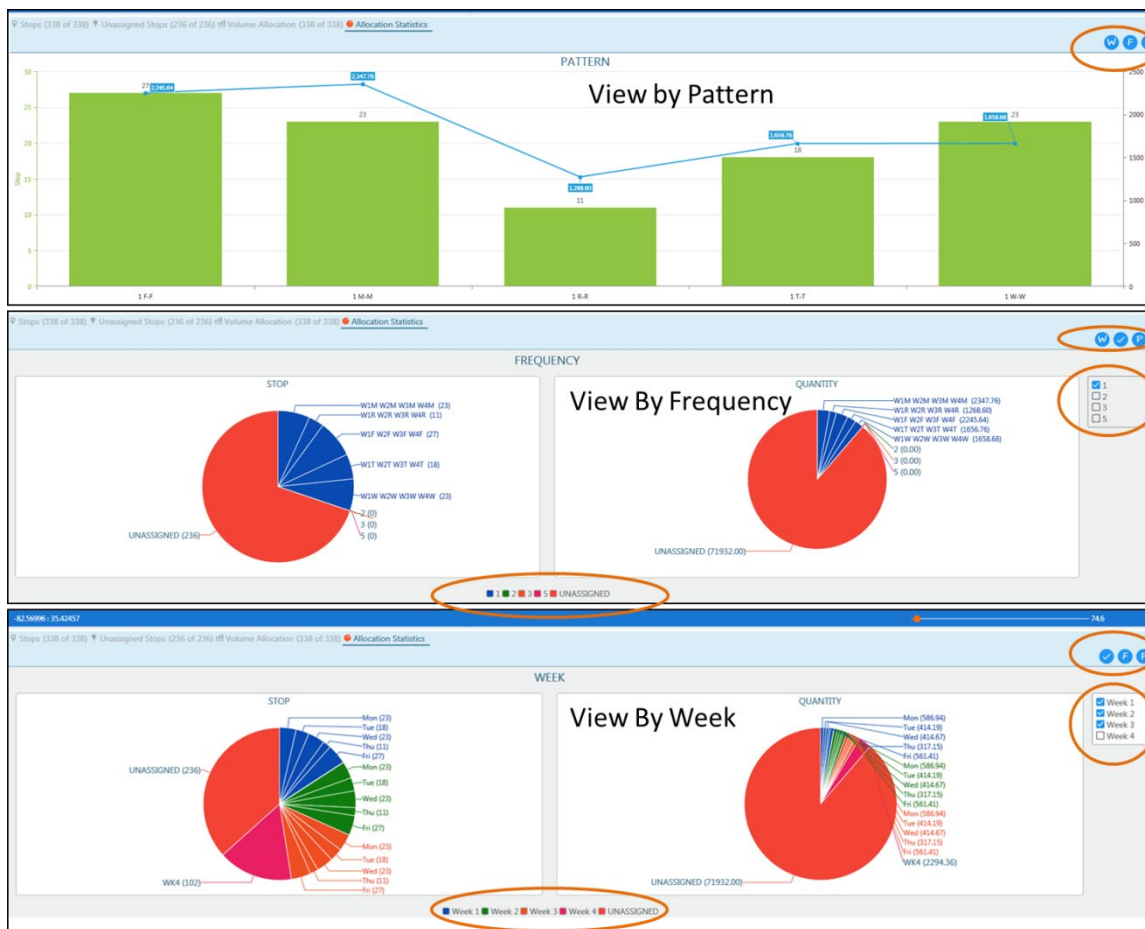 Stops (338 of 338) Unassigned Stops (236 of 236) Volume Allocation (338 of 338) Allocation Statistics
W F
PATTERN
View by Pattern
30
25
20
15
10
5
0
Stop
2500
2000
1500
1000
500
0
27
2,245.64
2,347.76
23
1,268.60
11
1,656.76
18
1,658.68
23
1 F-F
1 M-M
1 R-R
1 T-T
1 W-W
Stops (338 of 338) Unassigned Stops (236 of 236) Volume Allocation (338 of 338) Allocation Statistics
W P
FREQUENCY
STOP
W1M W2M W3M W4M (23)
W1R W2R W3R W4R (11)
W1F W2F W3F W4F (27)
W1T W2T W3T W4T (18)
W1W W2W W3W W4W (23)
2 (0)
3 (0)
5 (0)
UNASSIGNED (236)
QUANTITY
View By Frequency
W1M W2M W3M W4M (2347.76)
W1R W2R W3R W4R (1268.60)
W1F W2F W3F W4F (2245.64)
W1T W2T W3T W4T (1656.76)
W1W W2W W3W W4W (1658.68)
2 (0.00)
3 (0.00)
5 (0.00)
UNASSIGNED (71932.00)
1
2
3
5
1 2 3 5 UNASSIGNED
-82.56996 : 35.42457
74.6
Stops (338 of 338) Unassigned Stops (236 of 236) Volume Allocation (338 of 338) Allocation Statistics
F P
WEEK
STOP
Mon (23)
Tue (18)
Wed (23)
Thu (11)
Fri (27)
Mon (23)
Tue (18)
Wed (23)
Thu (11)
Fri (27)
Mon (23)
Tue (18)
Wed (23)
Thu (11)
Fri (27)
WK4 (102)
UNASSIGNED (236)
QUANTITY
View By Week
Mon (586.94)
Tue (414.19)
Wed (414.67)
Thu (317.15)
Fri (561.41)
Mon (586.94)
Tue (414.19)
Wed (414.67)
Thu (317.15)
Fri (561.41)
Mon (586.94)
Tue (414.19)
Wed (414.67)
Thu (317.15)
Fri (561.41)
WK4 (2294.36)
UNASSIGNED (71932.00)
Week 1
Week 2
Week 3
Week 4
Week 1 Week 2 Week 3 Week 4 UNASSIGNED